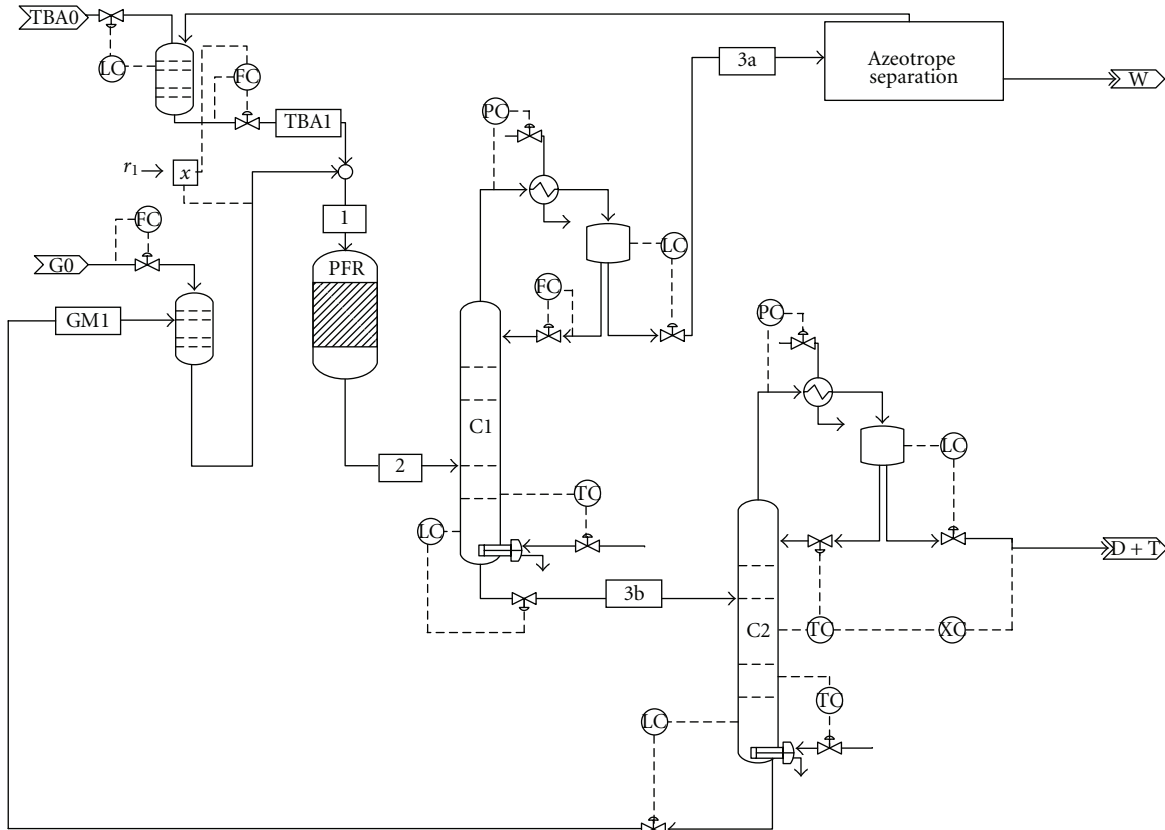 TBA0
LC
FC
TBA1
r1
x
FC
1
G0
GM1
PFR
2
PC
3a
Azeotrope
separation
W
LC
FC
C1
TC
LC
3b
PC
LC
D + T
C2
TC
XC
TC
LC